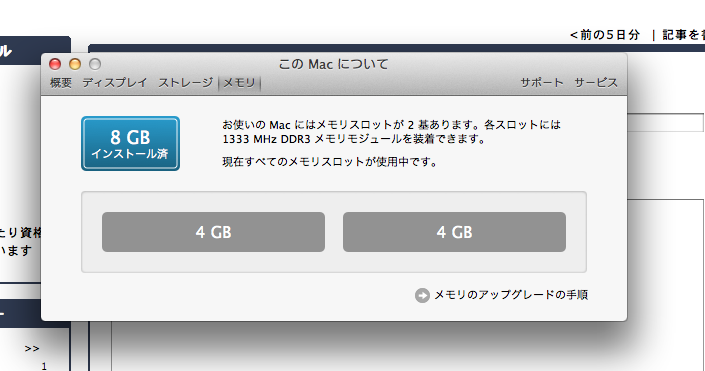 <前の5日分 | 記事を
ル
この Mac について
概要 ディスプレイ ストレージ メモリ サポート サービス
8 GB
インストール済
お使いの Mac にはメモリスロットが 2 基あります。各スロットには
1333 MHz DDR3 メモリモジュールを装着できます。
現在すべてのメモリスロットが使用中です。
4 GB 4 GB
たり資格
います
メモリのアップグレードの手順
ー
>>
1